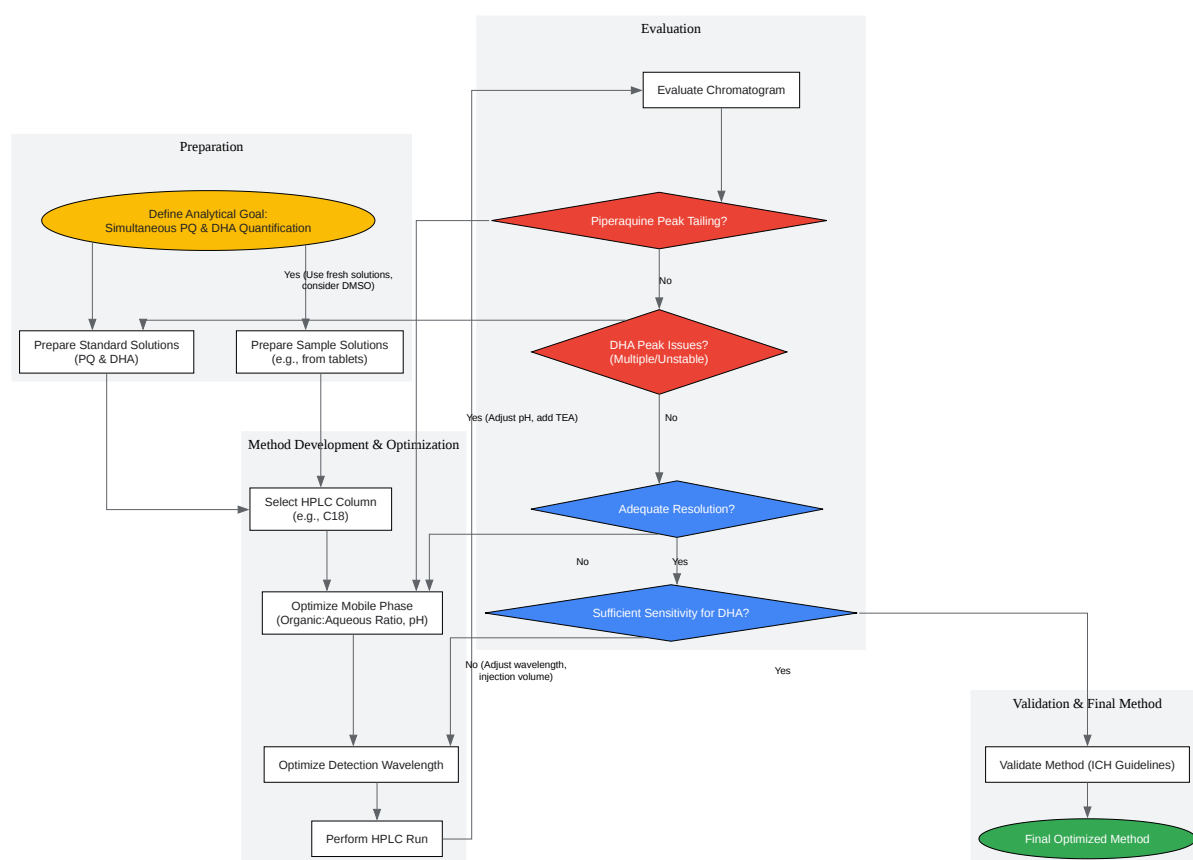 Evaluation
Evaluate Chromatogram
Preparation
Define Analytical Goal:
Simultaneous PQ & DHA Quantification
Piperaquine Peak Tailing?
Yes (Use fresh solutions,
consider DMSO)
No
Prepare Standard Solutions
(PQ & DHA)
Prepare Sample Solutions
(e.g., from tablets)
DHA Peak Issues?
(Multiple/Unstable)
Yes (Adjust pH, add TEA)
No
Method Development & Optimization
Select HPLC Column
(e.g., C18)
Adequate Resolution?
No
Yes
Optimize Mobile Phase
(Organic:Aqueous Ratio, pH)
Sufficient Sensitivity for DHA?
No (Adjust wavelength,
injection volume)
Yes
Validation & Final Method
Optimize Detection Wavelength
Validate Method (ICH Guidelines)
Perform HPLC Run
Final Optimized Method